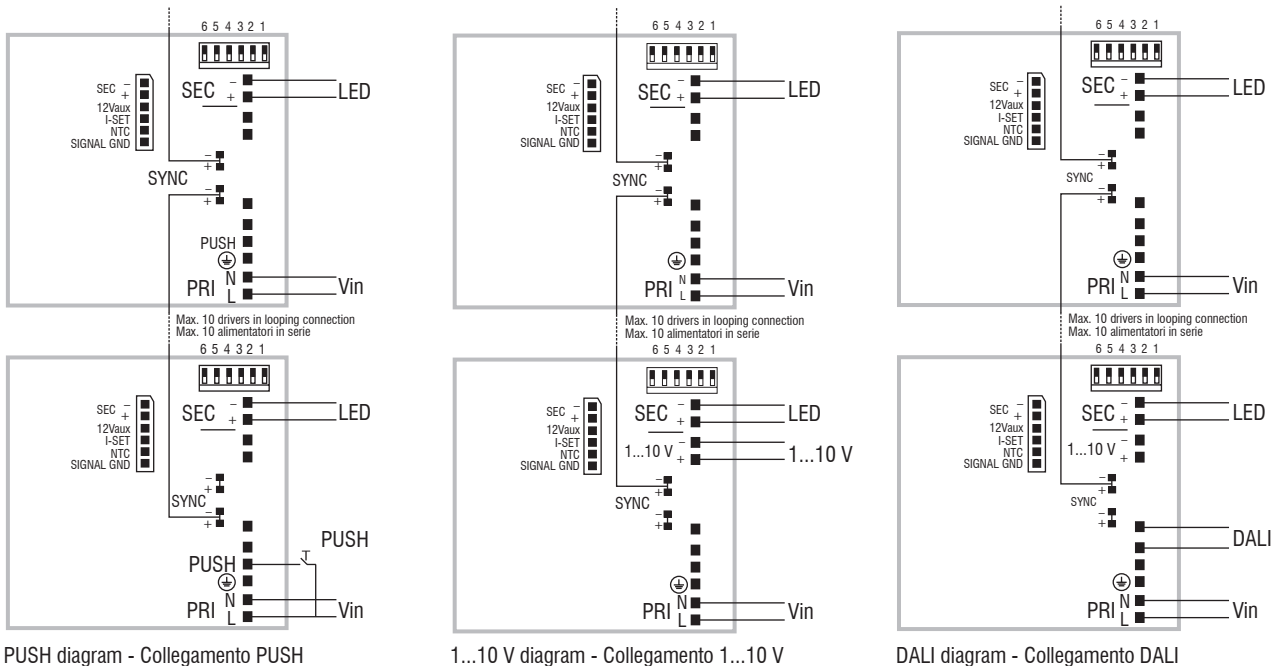 6 5 4 3 2 1
SEC –
+
12Vaux
I-SET
NTC
SIGNAL GND
SEC –
+
LED
–
+
SYNC
–
+
PUSH
N
PRI
L
Vin
Max. 10 drivers in looping connection
Max. 10 alimentatori in serie
6 5 4 3 2 1
SEC –
+
12Vaux
I-SET
NTC
SIGNAL GND
SEC –
+
LED
–
+
SYNC
–
+
PUSH
PUSH
N
PRI
L
Vin
PUSH diagram - Collegamento PUSH
6 5 4 3 2 1
SEC –
+
12Vaux
I-SET
NTC
SIGNAL GND
SEC –
+
LED
–
+
SYNC
–
+
N
PRI
L
Vin
Max. 10 drivers in looping connection
Max. 10 alimentatori in serie
6 5 4 3 2 1
SEC –
+
12Vaux
I-SET
NTC
SIGNAL GND
SEC –
+
LED
1...10 V –
+
1...10 V
–
+
SYNC
–
+
N
PRI
L
Vin
1...10 V diagram - Collegamento 1...10 V
6 5 4 3 2 1
SEC –
+
12Vaux
I-SET
NTC
SIGNAL GND
SEC –
+
LED
–
+
SYNC
–
+
N
PRI
L
Vin
Max. 10 drivers in looping connection
Max. 10 alimentatori in serie
6 5 4 3 2 1
SEC –
+
12Vaux
I-SET
NTC
SIGNAL GND
SEC –
+
LED
1...10 V –
+
–
+
SYNC
–
+
DALI
N
PRI
L
Vin
DALI diagram - Collegamento DALI